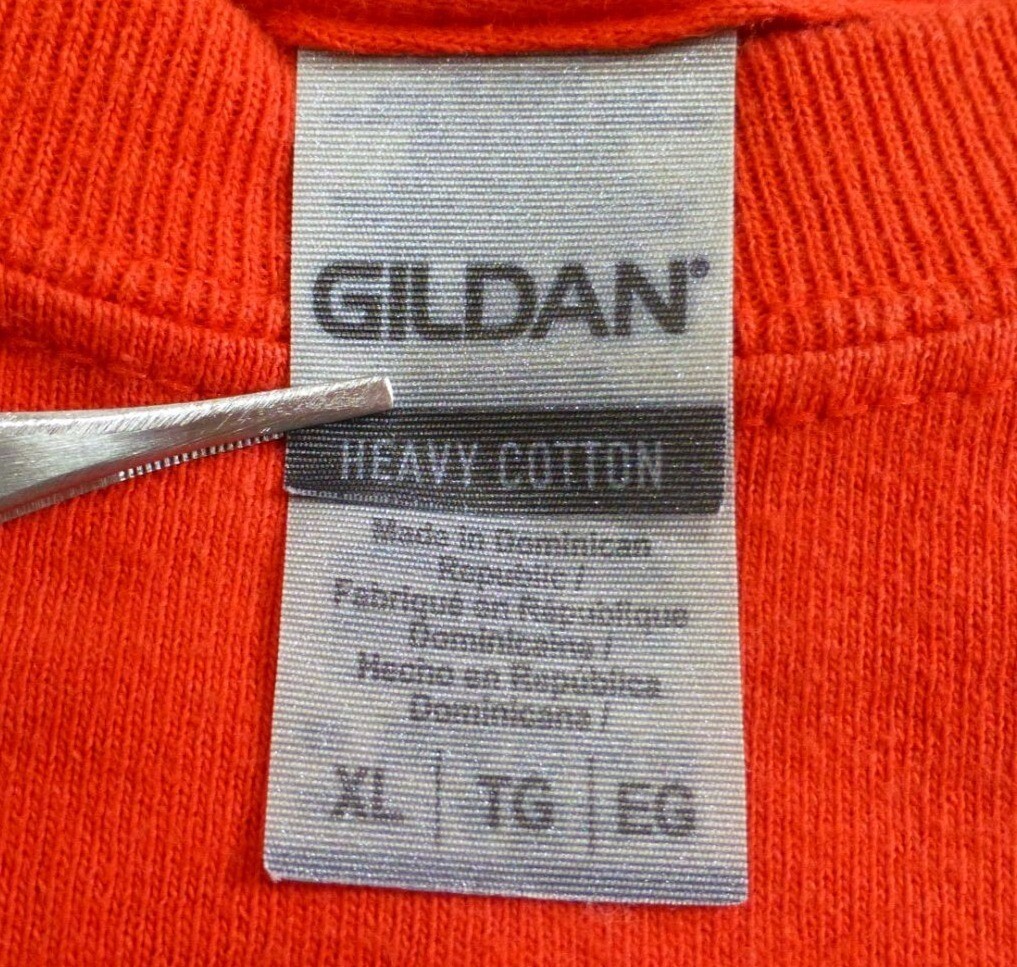 GILDAN®
HEAVY COTTON
Made in Dominican
Republic /
Fabriqué en République
Dominicaine /
Hecho en República
Dominicana /
XL | TG | EG